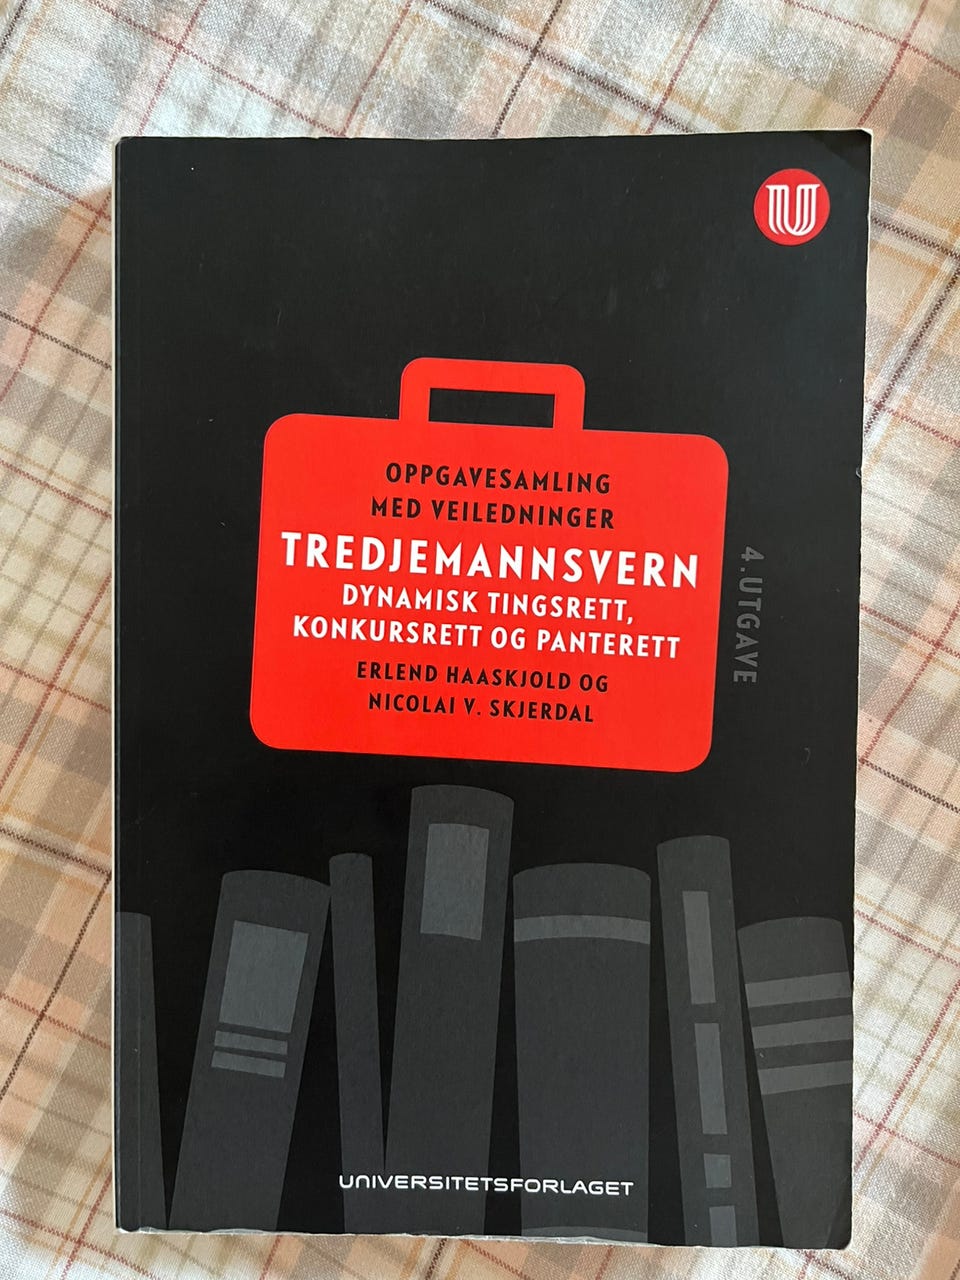 U
OPPGAVESAMLING
MED VEILEDNINGER
TREDJEMANNSVERN
DYNAMISK TINGSRETT,
KONKURSRETT OG PANTERETT
ERLEND HAASKJOLD OG
NICOLAI V. SKJERDAL
4. UTGAVE
UNIVERSITETSFORLAGET